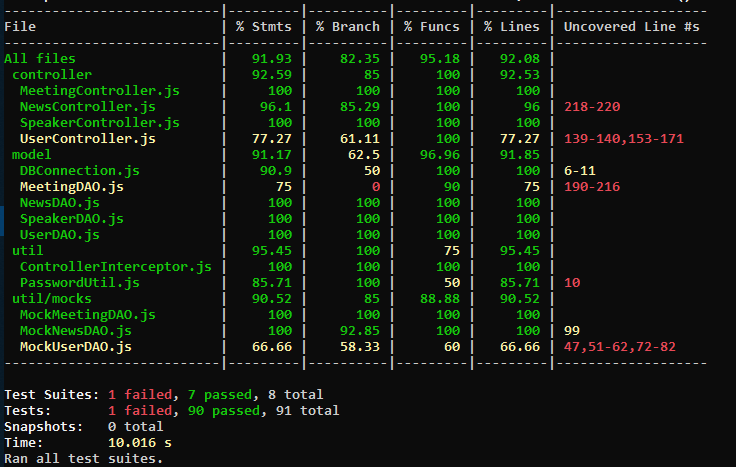 -----------------------------|---------|----------|---------|---------|-------------------
File                         | % Stmts | % Branch | % Funcs | % Lines | Uncovered Line #s
-----------------------------|---------|----------|---------|---------|-------------------
All files                    |   91.93 |    82.35 |   95.18 |   92.08 |
 controller                  |   92.59 |       85 |     100 |   92.53 |
  MeetingController.js       |     100 |      100 |     100 |     100 |
  NewsController.js          |    96.1 |    85.29 |     100 |      96 | 218-220
  SpeakerController.js       |     100 |      100 |     100 |     100 |
  UserController.js          |   77.27 |    61.11 |     100 |   77.27 | 139-140,153-171
 model                       |   91.17 |     62.5 |   96.96 |   91.85 |
  DBConnection.js            |    90.9 |       50 |     100 |     100 | 6-11
  MeetingDAO.js              |      75 |        0 |      90 |      75 | 190-216
  NewsDAO.js                 |     100 |      100 |     100 |     100 |
  SpeakerDAO.js              |     100 |      100 |     100 |     100 |
  UserDAO.js                 |     100 |      100 |     100 |     100 |
 util                        |   95.45 |      100 |      75 |   95.45 |
  ControllerInterceptor.js   |     100 |      100 |     100 |     100 |
  PasswordUtil.js            |   85.71 |      100 |      50 |   85.71 | 10
 util/mocks                  |   90.52 |       85 |   88.88 |   90.52 |
  MockMeetingDAO.js          |     100 |      100 |     100 |     100 |
  MockNewsDAO.js             |     100 |    92.85 |     100 |     100 | 99
  MockUserDAO.js             |   66.66 |    58.33 |      60 |   66.66 | 47,51-62,72-82
-----------------------------|---------|----------|---------|---------|-------------------
Test Suites: 1 failed, 7 passed, 8 total
Tests:       1 failed, 90 passed, 91 total
Snapshots:   0 total
Time:        10.016 s
Ran all test suites.